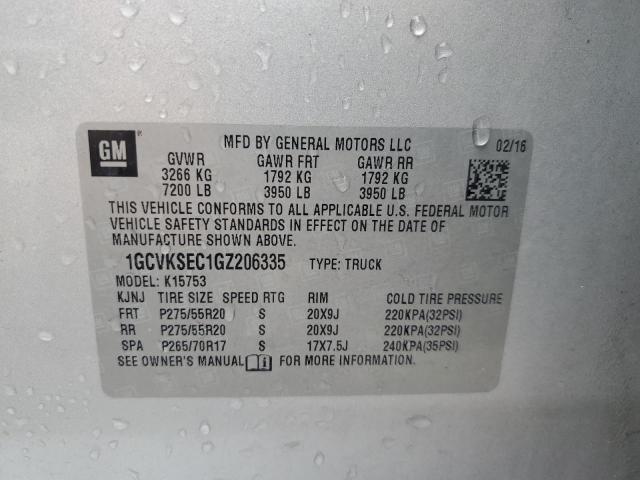 GM
MFD BY GENERAL MOTORS LLC 02/16
GVWR GAWR FRT GAWR RR
3266 KG 1792 KG 1792 KG
7200 LB 3950 LB 3950 LB
THIS VEHICLE CONFORMS TO ALL APPLICABLE U.S. FEDERAL MOTOR
VEHICLE SAFETY STANDARDS IN EFFECT ON THE DATE OF
MANUFACTURE SHOWN ABOVE.
1GCVKSEC1GZ206335 TYPE: TRUCK
MODEL: K15753
KJNJ TIRE SIZE SPEED RTG RIM COLD TIRE PRESSURE
FRT P275/55R20 S 20X9J 220KPA(32PSI)
RR P275/55R20 S 20X9J 220KPA(32PSI)
SPA P265/70R17 S 17X7.5J 240KPA(35PSI)
SEE OWNER'S MANUAL FOR MORE INFORMATION.